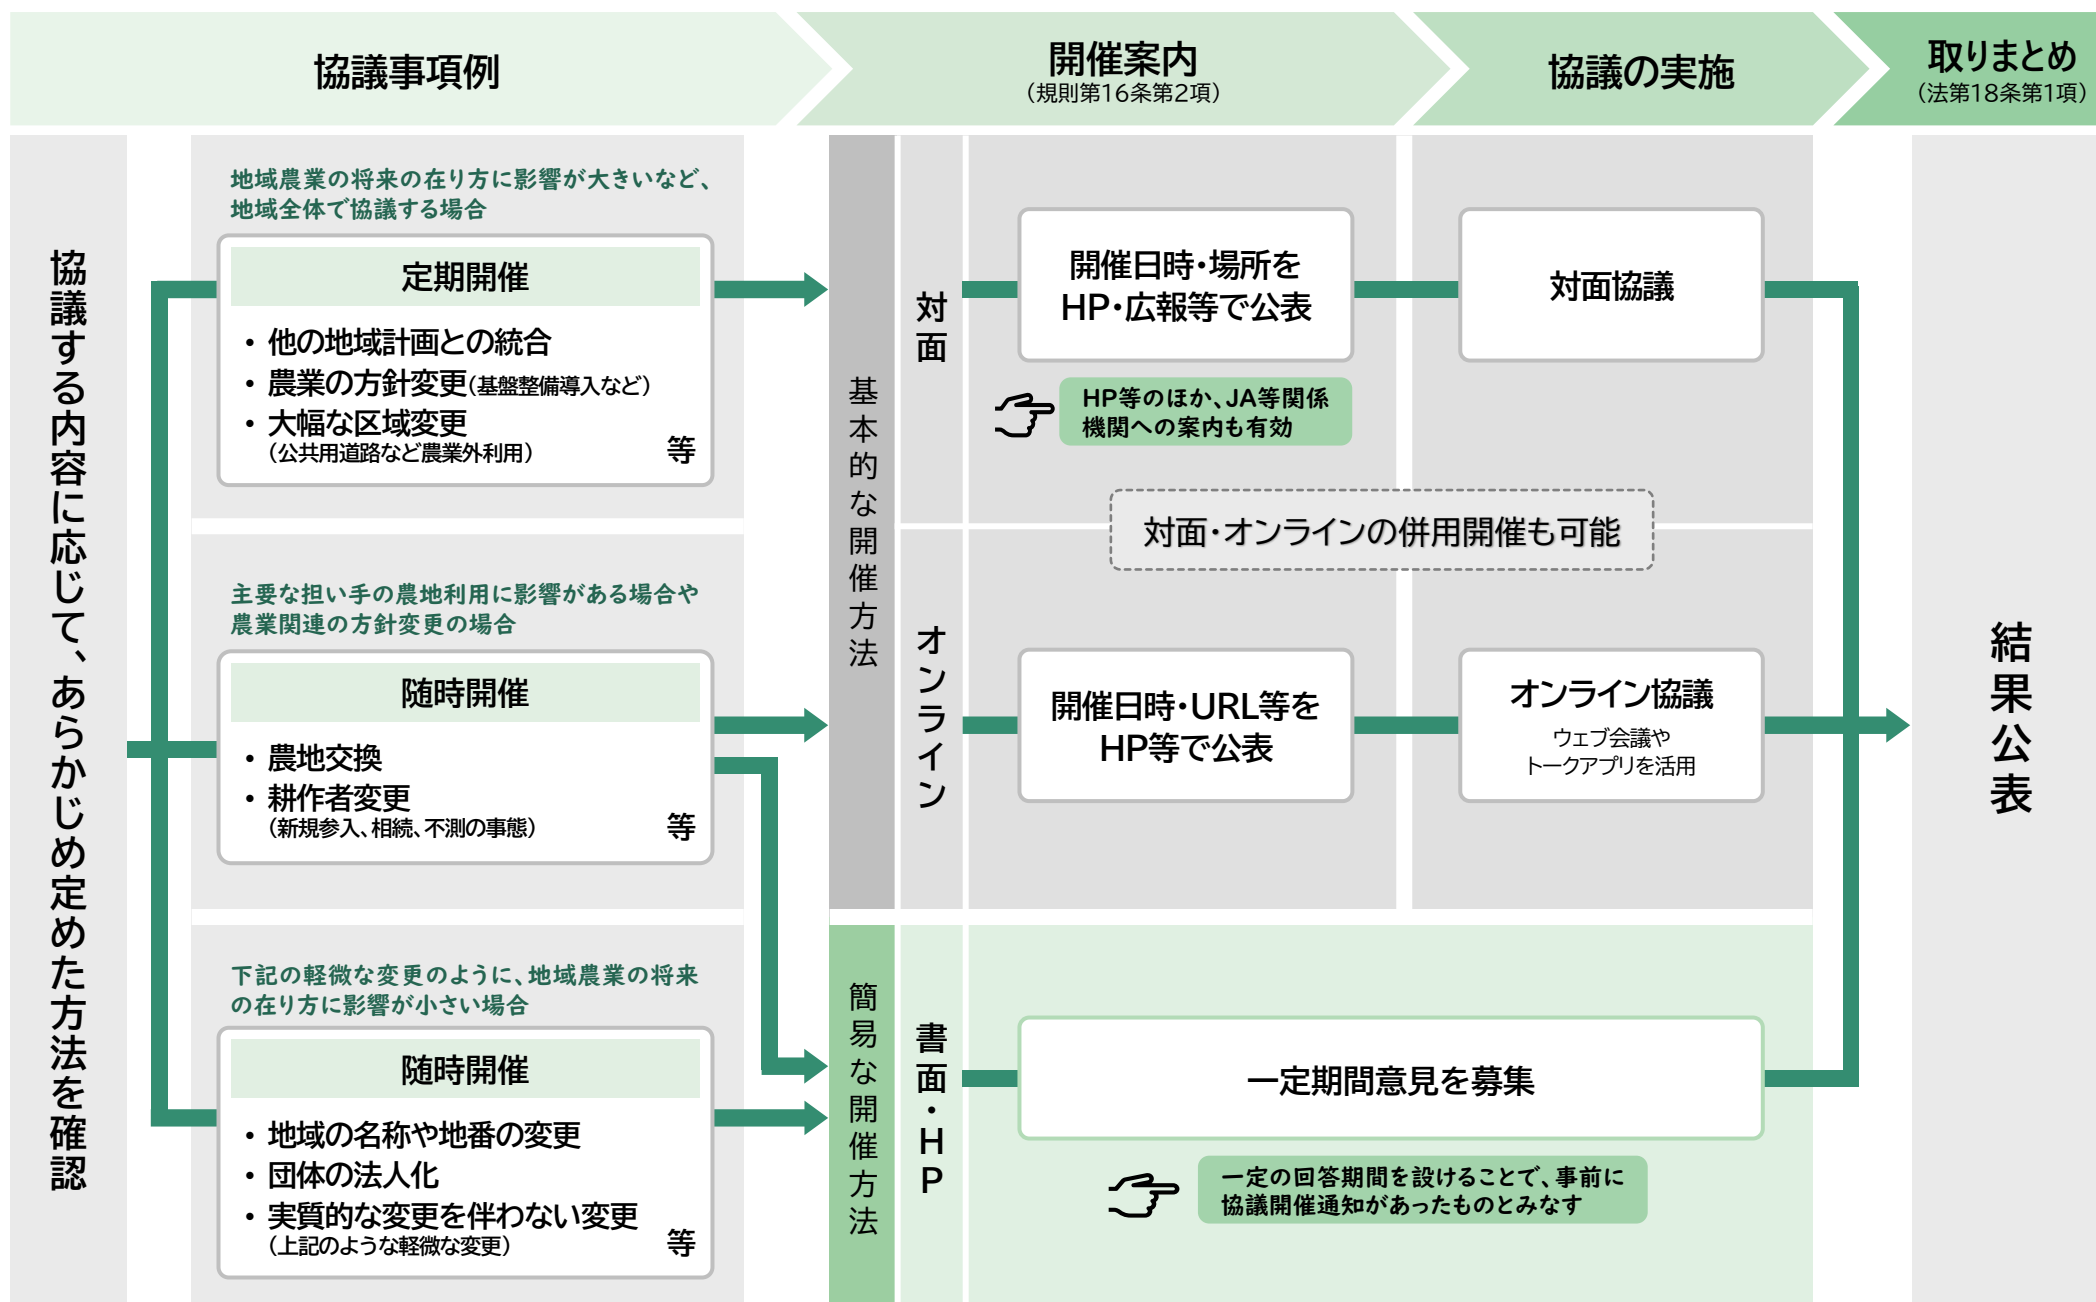 協議事項例
開催案内
（規則第16条第2項）
協議の実施
取りまとめ
（法第18条第1項）
協議する内容に応じて、あらかじめ定めた方法を確認
地域農業の将来の在り方に影響が大きいなど、
地域全体で協議する場合
定期開催
・ 他の地域計画との統合
・ 農業の方針変更（基盤整備導入など）
・ 大幅な区域変更
（公共用道路など農業外利用）
等
主要な担い手の農地利用に影響がある場合や
農業関連の方針変更の場合
随時開催
・ 農地交換
・ 耕作者変更
（新規参入、相続、不測の事態）
等
下記の軽微な変更のように、地域農業の将来
の在り方に影響が小さい場合
随時開催
・ 地域の名称や地番の変更
・ 団体の法人化
・ 実質的な変更を伴わない変更
（上記のような軽微な変更）
等
基本的な開催方法
対面
開催日時・場所を
HP・広報等で公表
対面協議
HP等のほか、JA等関係
機関への案内も有効
対面・オンラインの併用開催も可能
オンライン
開催日時・URL等を
HP等で公表
オンライン協議
ウェブ会議や
トークアプリを活用
簡易な開催方法
書面・HP
一定期間意見を募集
一定の回答期間を設けることで、事前に
協議開催通知があったものとみなす
結果公表